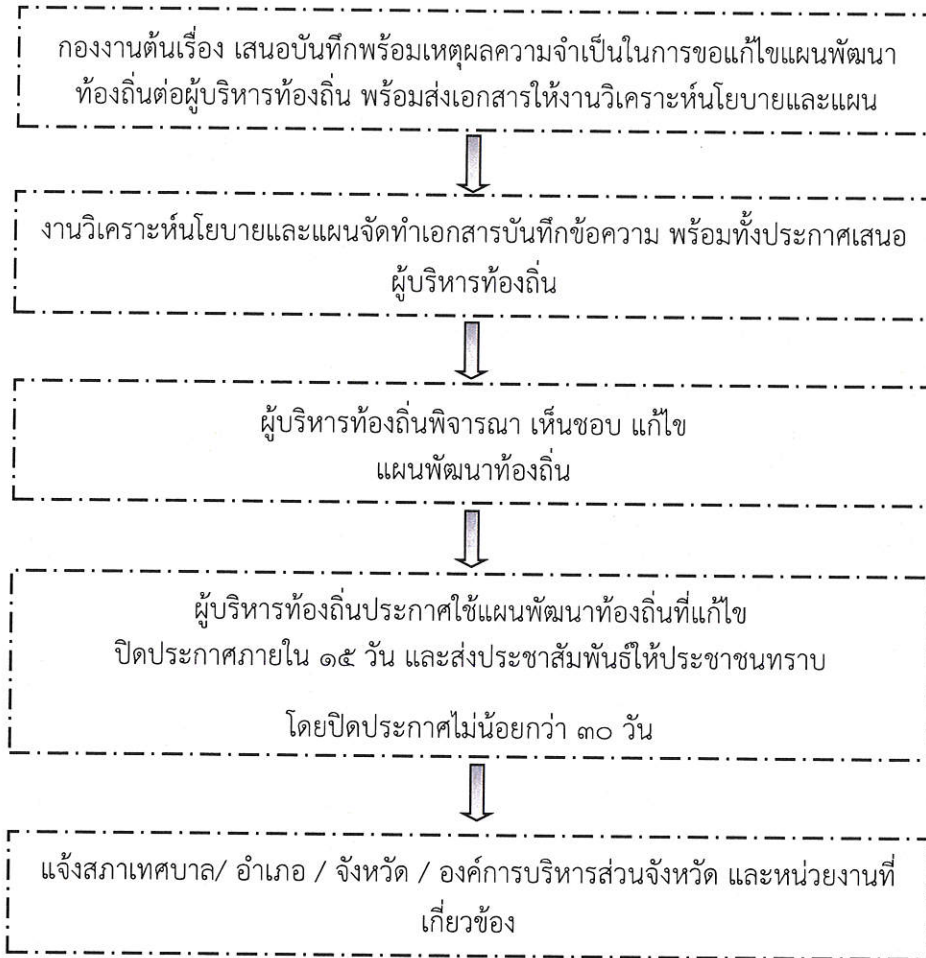 กองงานต้นเรื่อง เสนอบันทึกพร้อมเหตุผลความจำเป็นในการขอแก้ไขแผนพัฒนา
ท้องถิ่นต่อผู้บริหารท้องถิ่น พร้อมส่งเอกสารให้งานวิเคราะห์นโยบายและแผน
งานวิเคราะห์นโยบายและแผนจัดทำเอกสารบันทึกข้อความ พร้อมทั้งประกาศเสนอ
ผู้บริหารท้องถิ่น
ผู้บริหารท้องถิ่นพิจารณา เห็นชอบ แก้ไข
แผนพัฒนาท้องถิ่น
ผู้บริหารท้องถิ่นประกาศใช้แผนพัฒนาท้องถิ่นที่แก้ไข
ปิดประกาศภายใน ๑๕ วัน และส่งประชาสัมพันธ์ให้ประชาชนทราบ
โดยปิดประกาศไม่น้อยกว่า ๓๐ วัน
แจ้งสภาเทศบาล/ อำเภอ / จังหวัด / องค์การบริหารส่วนจังหวัด และหน่วยงานที่
เกี่ยวข้อง